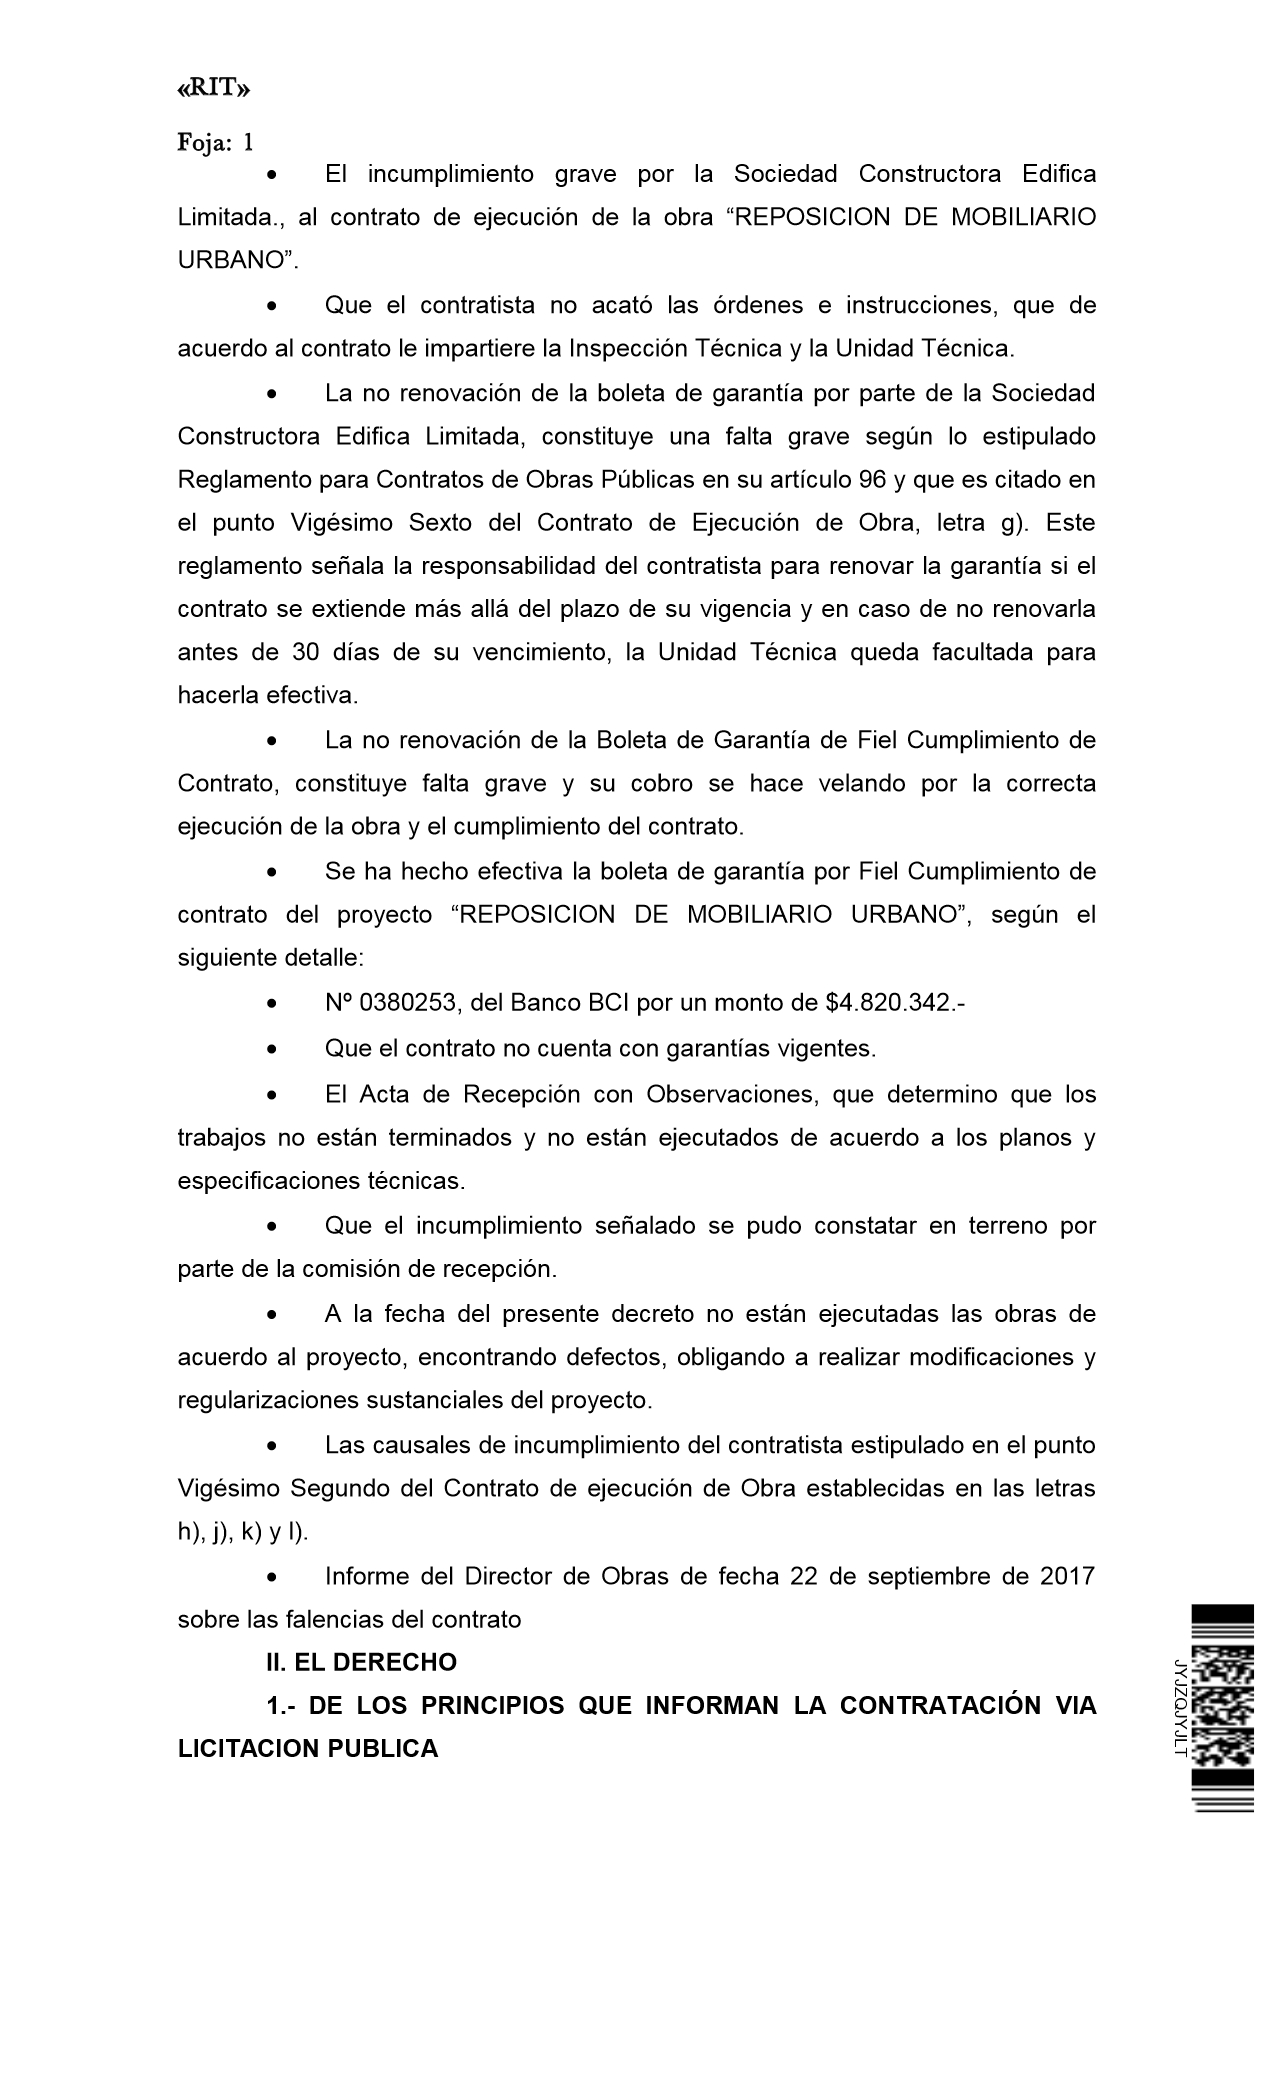 «RIT»
Foja: 1
• El incumplimiento grave por la Sociedad Constructora Edifica
Limitada., al contrato de ejecución de la obra “REPOSICION DE MOBILIARIO
URBANO”.
• Que el contratista no acató las órdenes e instrucciones, que de
acuerdo al contrato le impartiere la Inspección Técnica y la Unidad Técnica.
• La no renovación de la boleta de garantía por parte de la Sociedad
Constructora Edifica Limitada, constituye una falta grave según lo estipulado
Reglamento para Contratos de Obras Públicas en su artículo 96 y que es citado en
el punto Vigésimo Sexto del Contrato de Ejecución de Obra, letra g). Este
reglamento señala la responsabilidad del contratista para renovar la garantía si el
contrato se extiende más allá del plazo de su vigencia y en caso de no renovarla
antes de 30 días de su vencimiento, la Unidad Técnica queda facultada para
hacerla efectiva.
• La no renovación de la Boleta de Garantía de Fiel Cumplimiento de
Contrato, constituye falta grave y su cobro se hace velando por la correcta
ejecución de la obra y el cumplimiento del contrato.
• Se ha hecho efectiva la boleta de garantía por Fiel Cumplimiento de
contrato del proyecto “REPOSICION DE MOBILIARIO URBANO”, según el
siguiente detalle:
• Nº 0380253, del Banco BCI por un monto de $4.820.342.-
• Que el contrato no cuenta con garantías vigentes.
• El Acta de Recepción con Observaciones, que determino que los
trabajos no están terminados y no están ejecutados de acuerdo a los planos y
especificaciones técnicas.
• Que el incumplimiento señalado se pudo constatar en terreno por
parte de la comisión de recepción.
• A la fecha del presente decreto no están ejecutadas las obras de
acuerdo al proyecto, encontrando defectos, obligando a realizar modificaciones y
regularizaciones sustanciales del proyecto.
• Las causales de incumplimiento del contratista estipulado en el punto
Vigésimo Segundo del Contrato de ejecución de Obra establecidas en las letras
h), j), k) y l).
• Informe del Director de Obras de fecha 22 de septiembre de 2017
sobre las falencias del contrato
II. EL DERECHO
1.- DE LOS PRINCIPIOS QUE INFORMAN LA CONTRATACIÓN VIA
LICITACION PUBLICA
JYJZQJYJLT